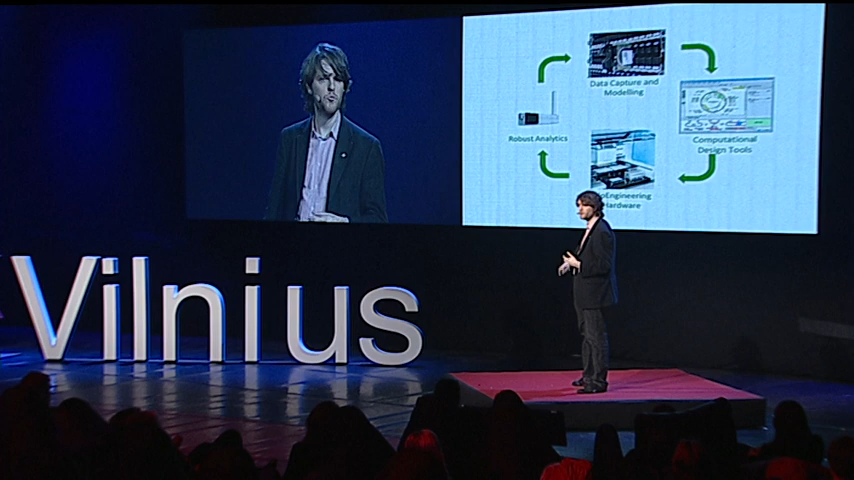 Data Capture and
Modelling
Robust Analytics
Computational
Design Tools
Hardware
Vilnius